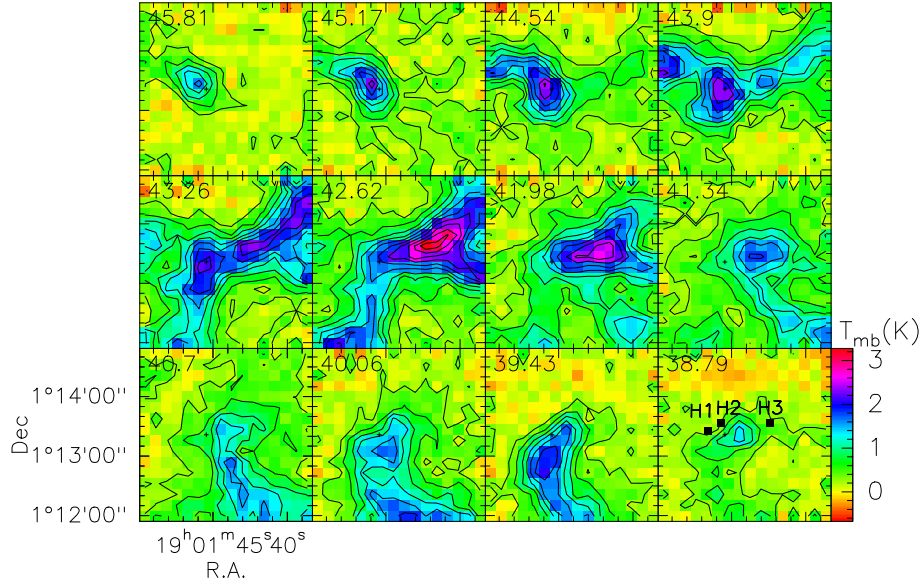 45.81 45.17 44.54 43.9
43.26 42.62 41.98 41.34
T_mb(K)
40.7 40.06 39.43 38.79
3
2
1
0
H1 H2 H3
1°14'00''
1°13'00''
1°12'00''
Dec
19ʰ01ᵐ45ˢ40ˢ
R.A.